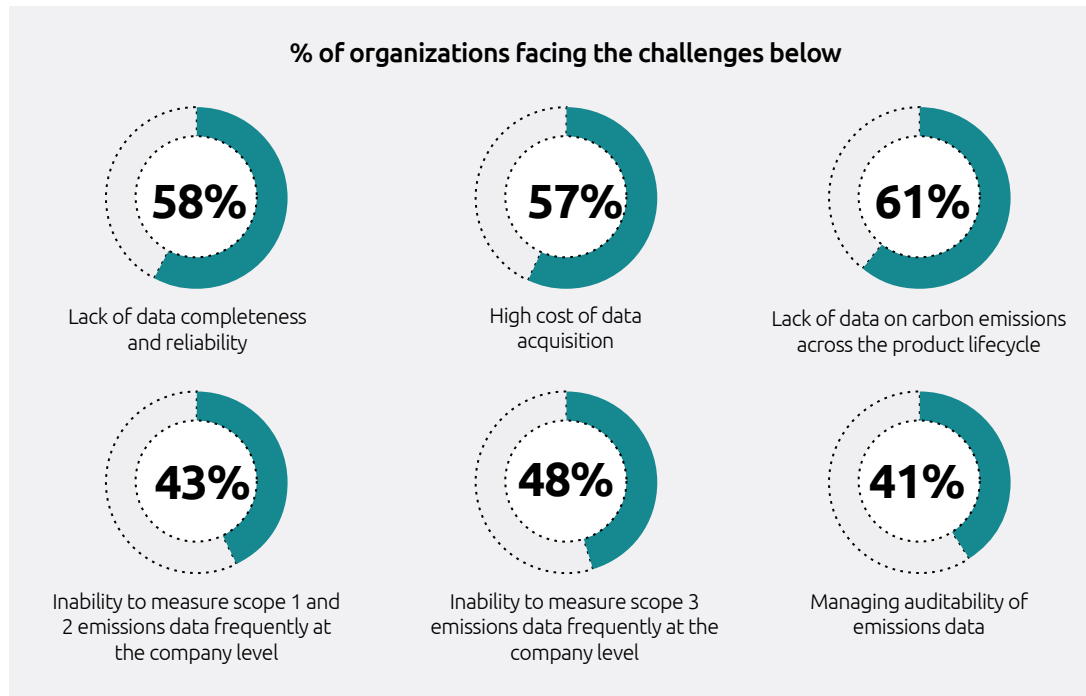 % of organizations facing the challenges below
58%
Lack of data completeness
and reliability
57%
High cost of data
acquisition
61%
Lack of data on carbon emissions
across the product lifecycle
43%
Inability to measure scope 1 and
2 emissions data frequently at
the company level
48%
Inability to measure scope 3
emissions data frequently at the
company level
41%
Managing auditability of
emissions data